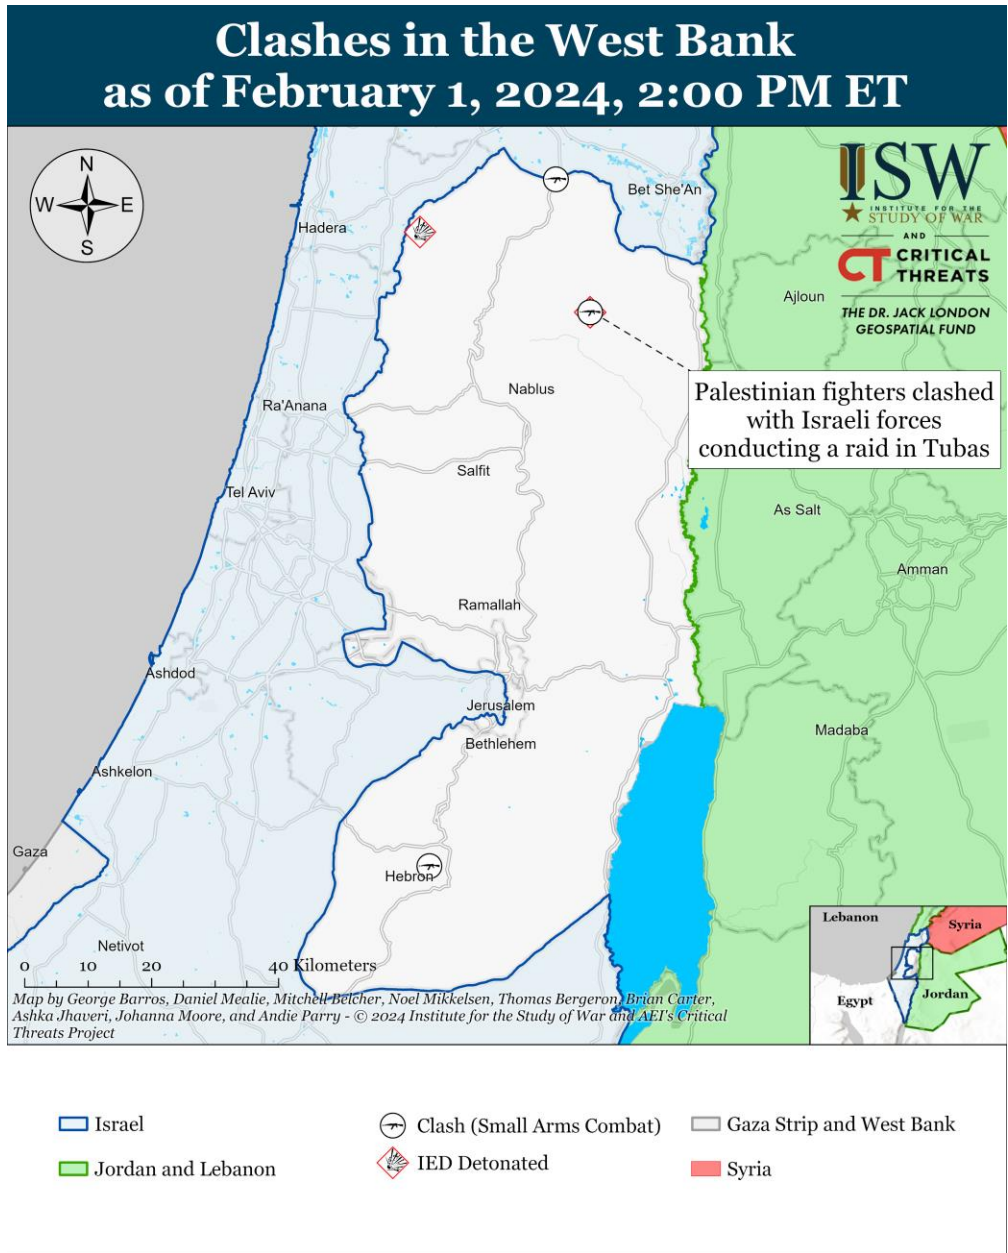 Clashes in the West Bank
as of February 1, 2024, 2:00 PM ET
N
W
E
S
Hadera
Bet She'An
ISW
INSTITUTE FOR THE
STUDY OF WAR
AND
CT CRITICAL
THREATS
THE DR. JACK LONDON
GEOSPATIAL FUND
Ajloun
Nablus
Ra'Anana
Palestinian fighters clashed
with Israeli forces
conducting a raid in Tubas
Salfit
Tel Aviv
As Salt
Amman
Ramallah
Ashdod
Jerusalem
Bethlehem
Madaba
Ashkelon
Gaza
Hebron
Netivot
Lebanon
Syria
Egypt
Jordan
0 10 20 40 Kilometers
Map by George Barros, Daniel Mealie, Mitchell Belcher, Noel Mikkelsen, Thomas Bergeron, Brian Carter,
Ashka Jhaveri, Johanna Moore, and Andie Parry - © 2024 Institute for the Study of War and AEI's Critical
Threats Project
Israel
Clash (Small Arms Combat)
Gaza Strip and West Bank
Jordan and Lebanon
IED Detonated
Syria